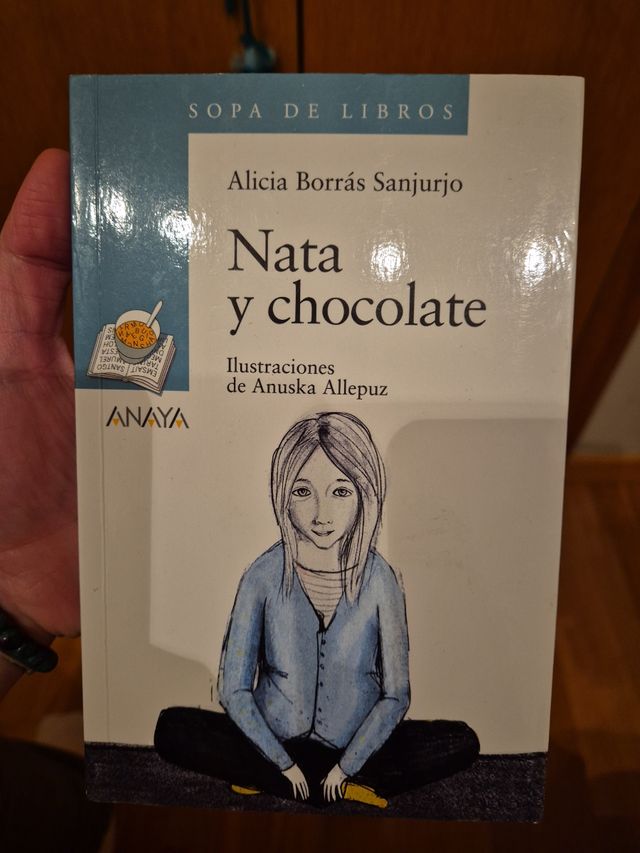 SOPA DE LIBROS
Alicia Borrás Sanjurjo
Nata
y chocolate
Ilustraciones
de Anuska Allepuz
ANAYA